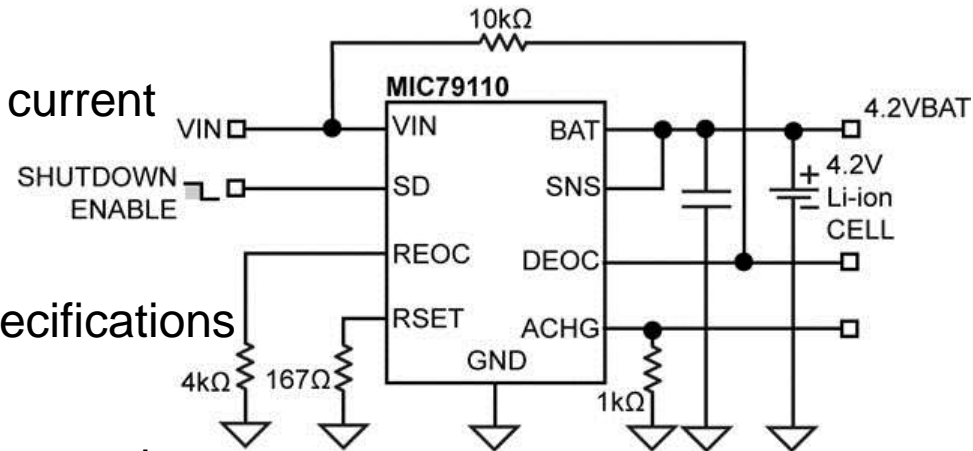 10kΩ
current
MIC79110
VIN
VIN
BAT
4.2VBAT
SHUTDOWN
ENABLE
SD
SNS
+ 4.2V
Li-ion
CELL
REOC
DEOC
ecifications
RSET
ACHG
GND
4kΩ
167Ω
1kΩ